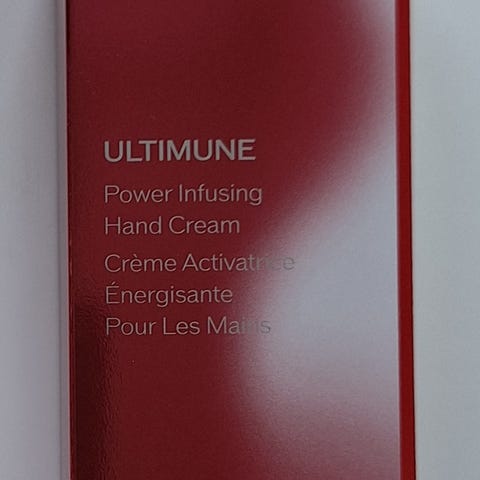 ULTIMUNE
Power Infusing
Hand Cream
Crème Activatrice
Énergisante
Pour Les Mains